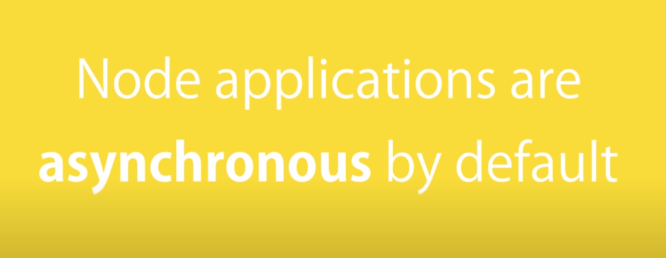 Node applications are
asynchronous by default